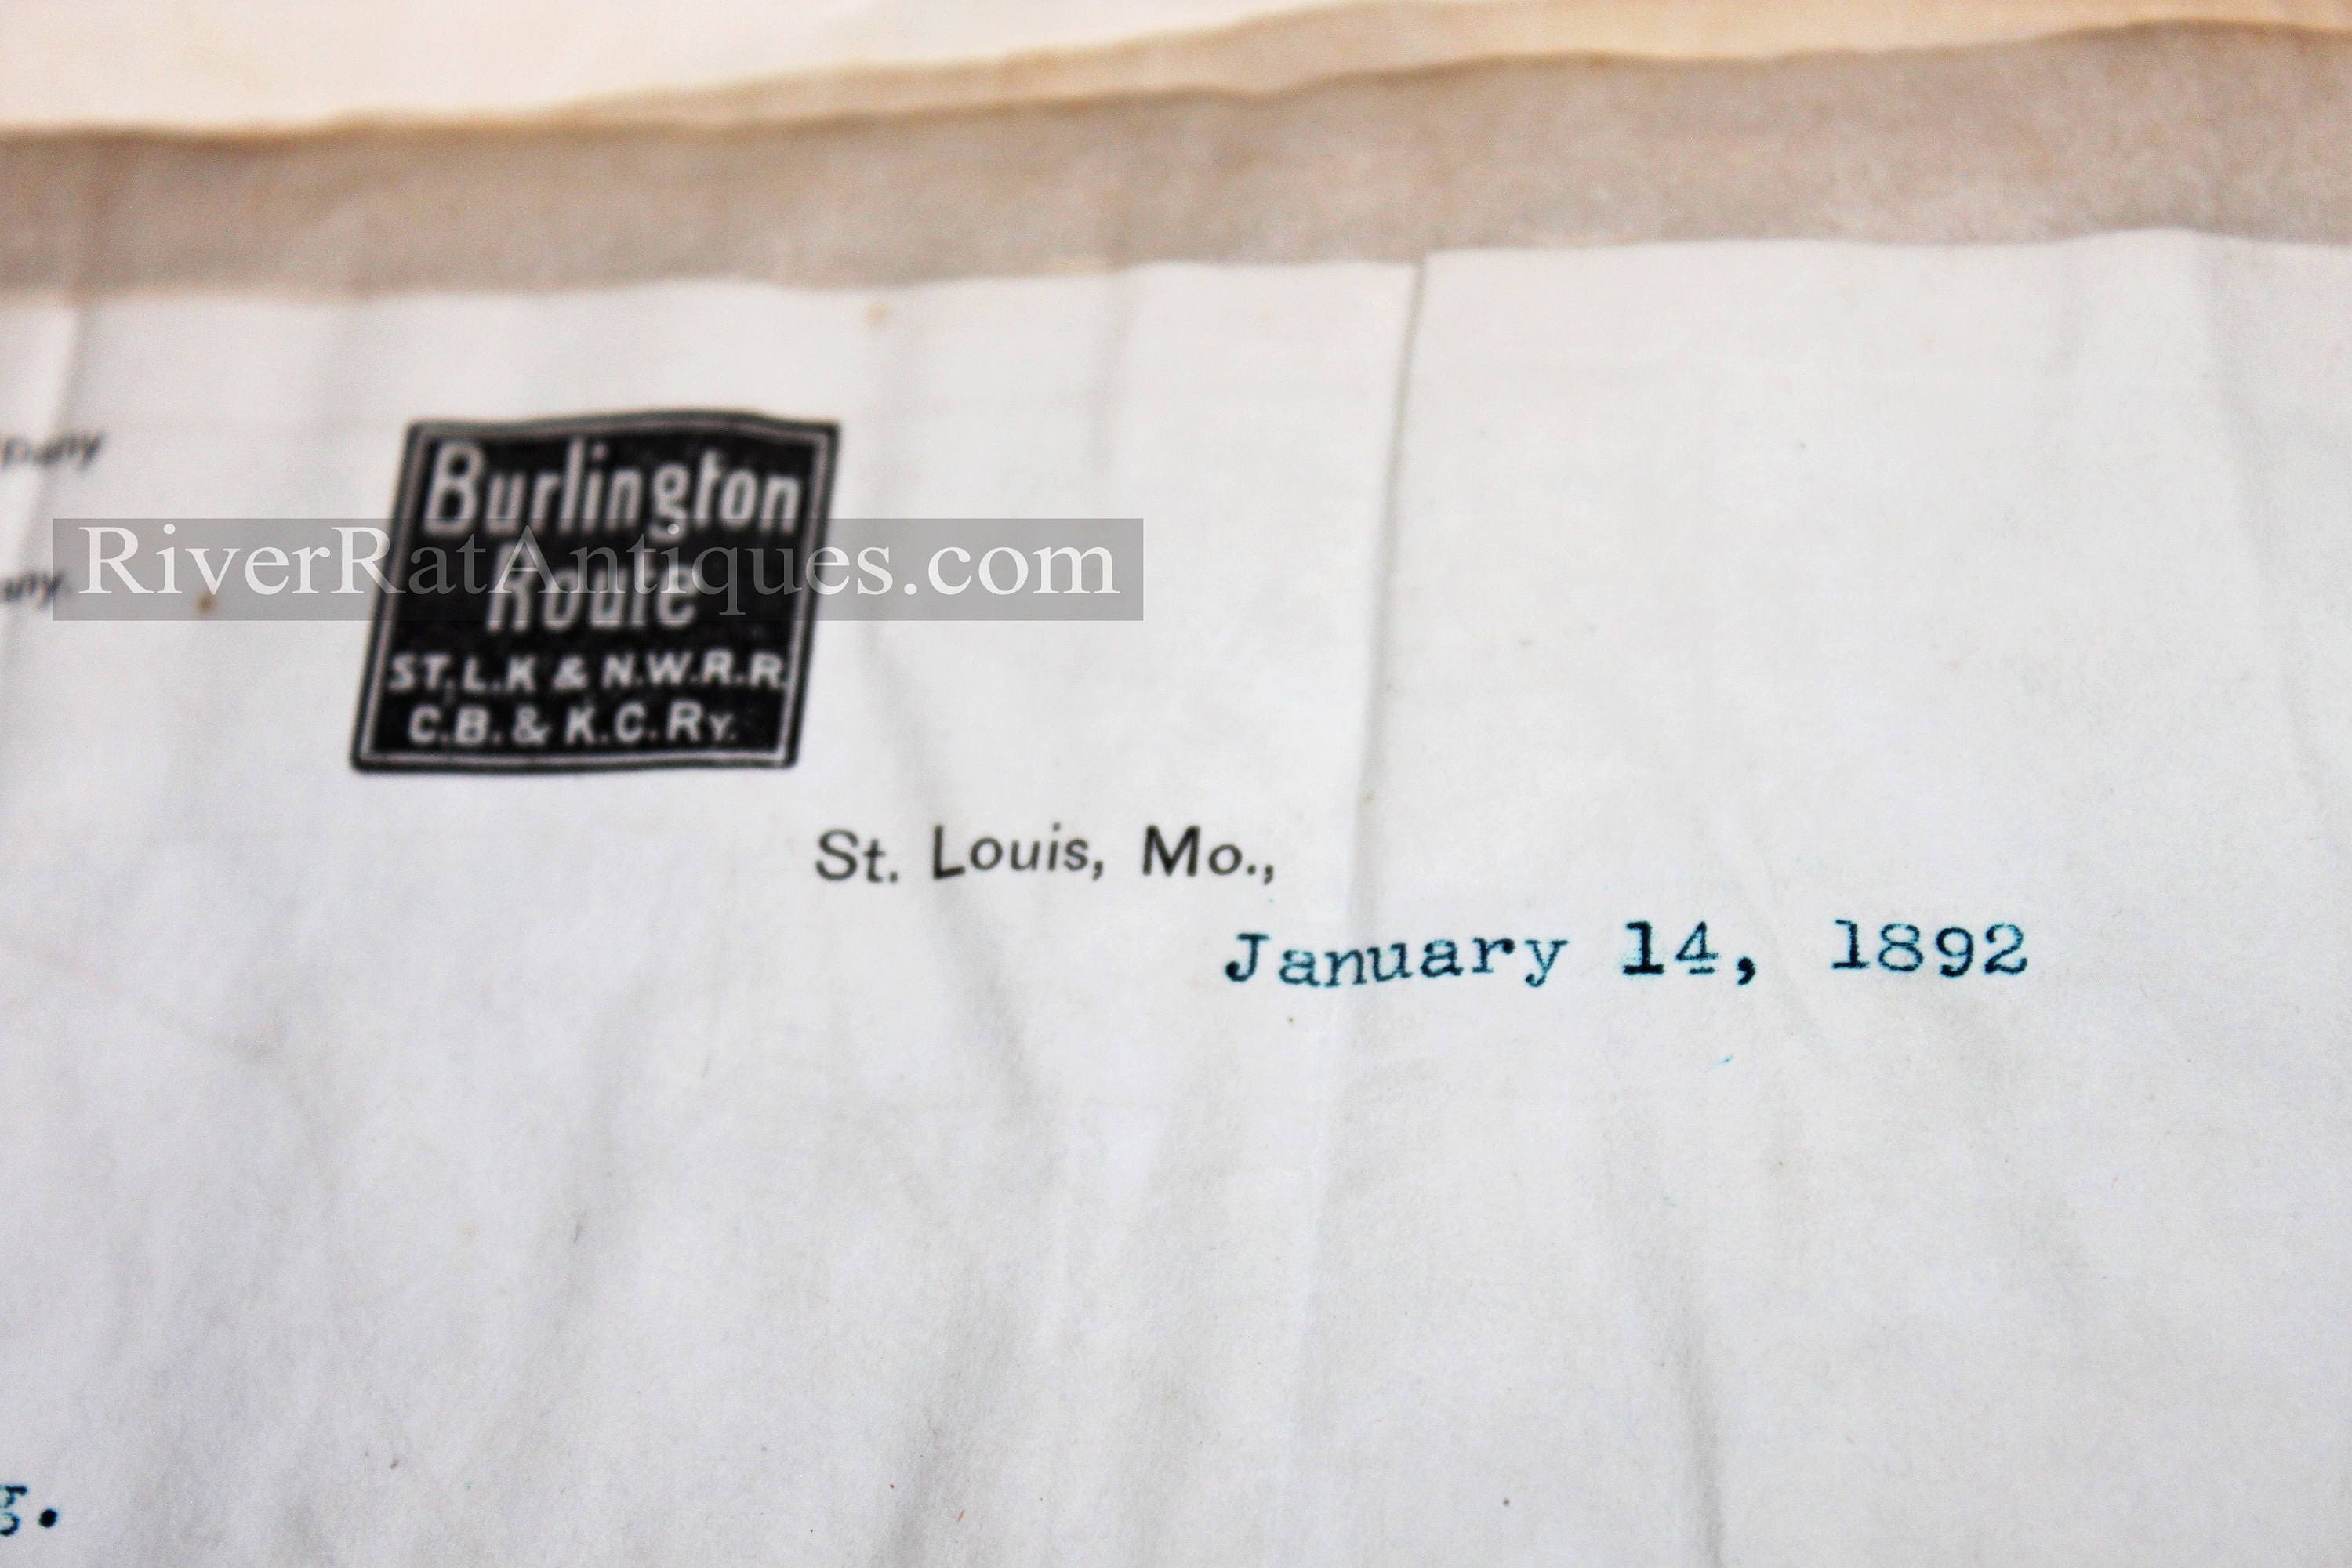 Burlington
Route
ST.L.K & N.W.R.R.
C.B. & K.C.RY.
RiverRatAntiques.com
St. Louis, Mo.,
January 14, 1892
g.